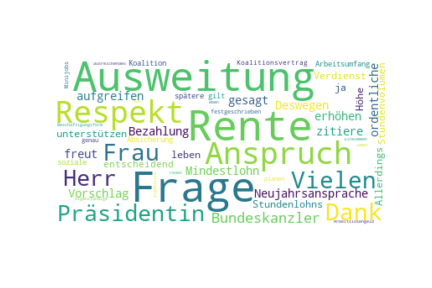 ausreichenden Koalition Koalitionsvertrag Arbeitsumfang
Minijobs Ausweitung spätere gilt ja Verdienst
aufgreifen gesagt Deswegen Höhe ordentliche Stundenvolumen
festgeschrieben
Respekt Rente erhöhen
unterstützen Bezahlung zitiere
genau Absicherung
freut Frau leben Anspruch
soziale entscheidend Mindestlohn Allerdings
Herr Frage Vielen
Vorschlag Neujahrsansprache
Stundenlohns
Präsidentin Bundeskanzler Dank